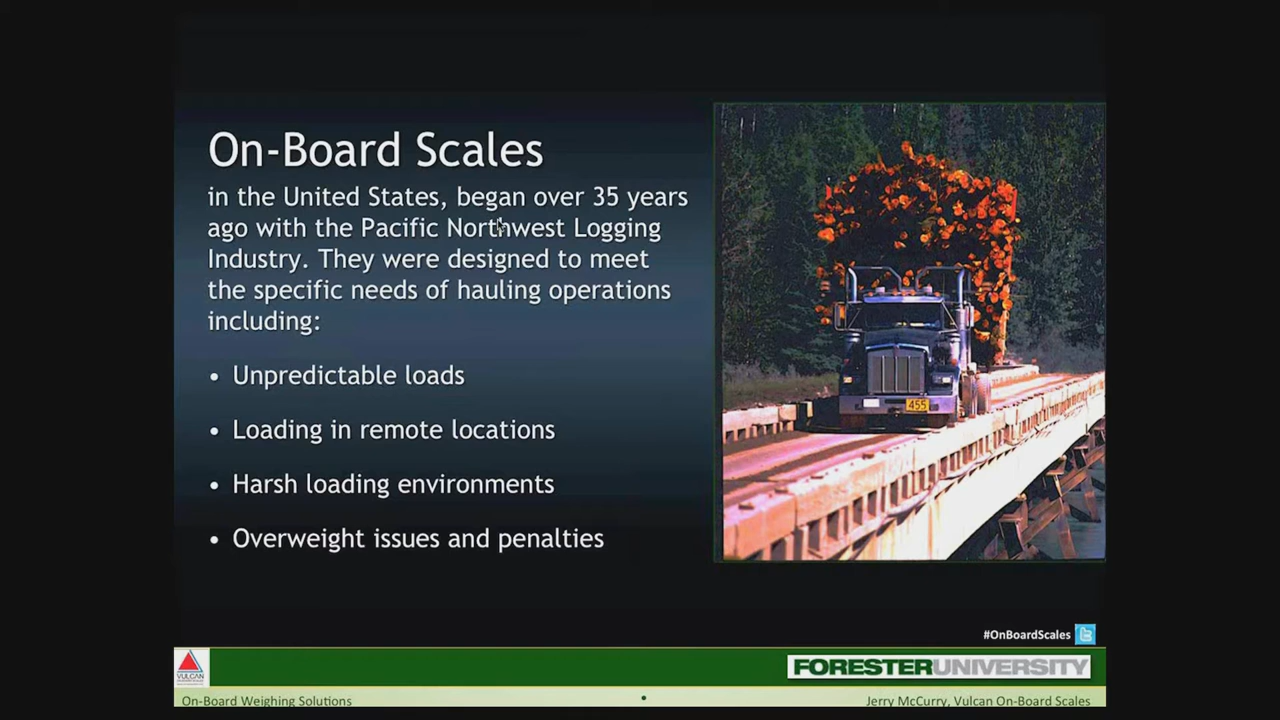 On-Board Scales
in the United States, began over 35 years
ago with the Pacific Northwest Logging
Industry. They were designed to meet
the specific needs of hauling operations
including:
• Unpredictable loads
• Loading in remote locations
• Harsh loading environments
• Overweight issues and penalties
455
#OnBoardScales
VULCAN
FORESTERUNIVERSITY
On-Board Weighing Solutions
Jerry McCurry, Vulcan On-Board Scales